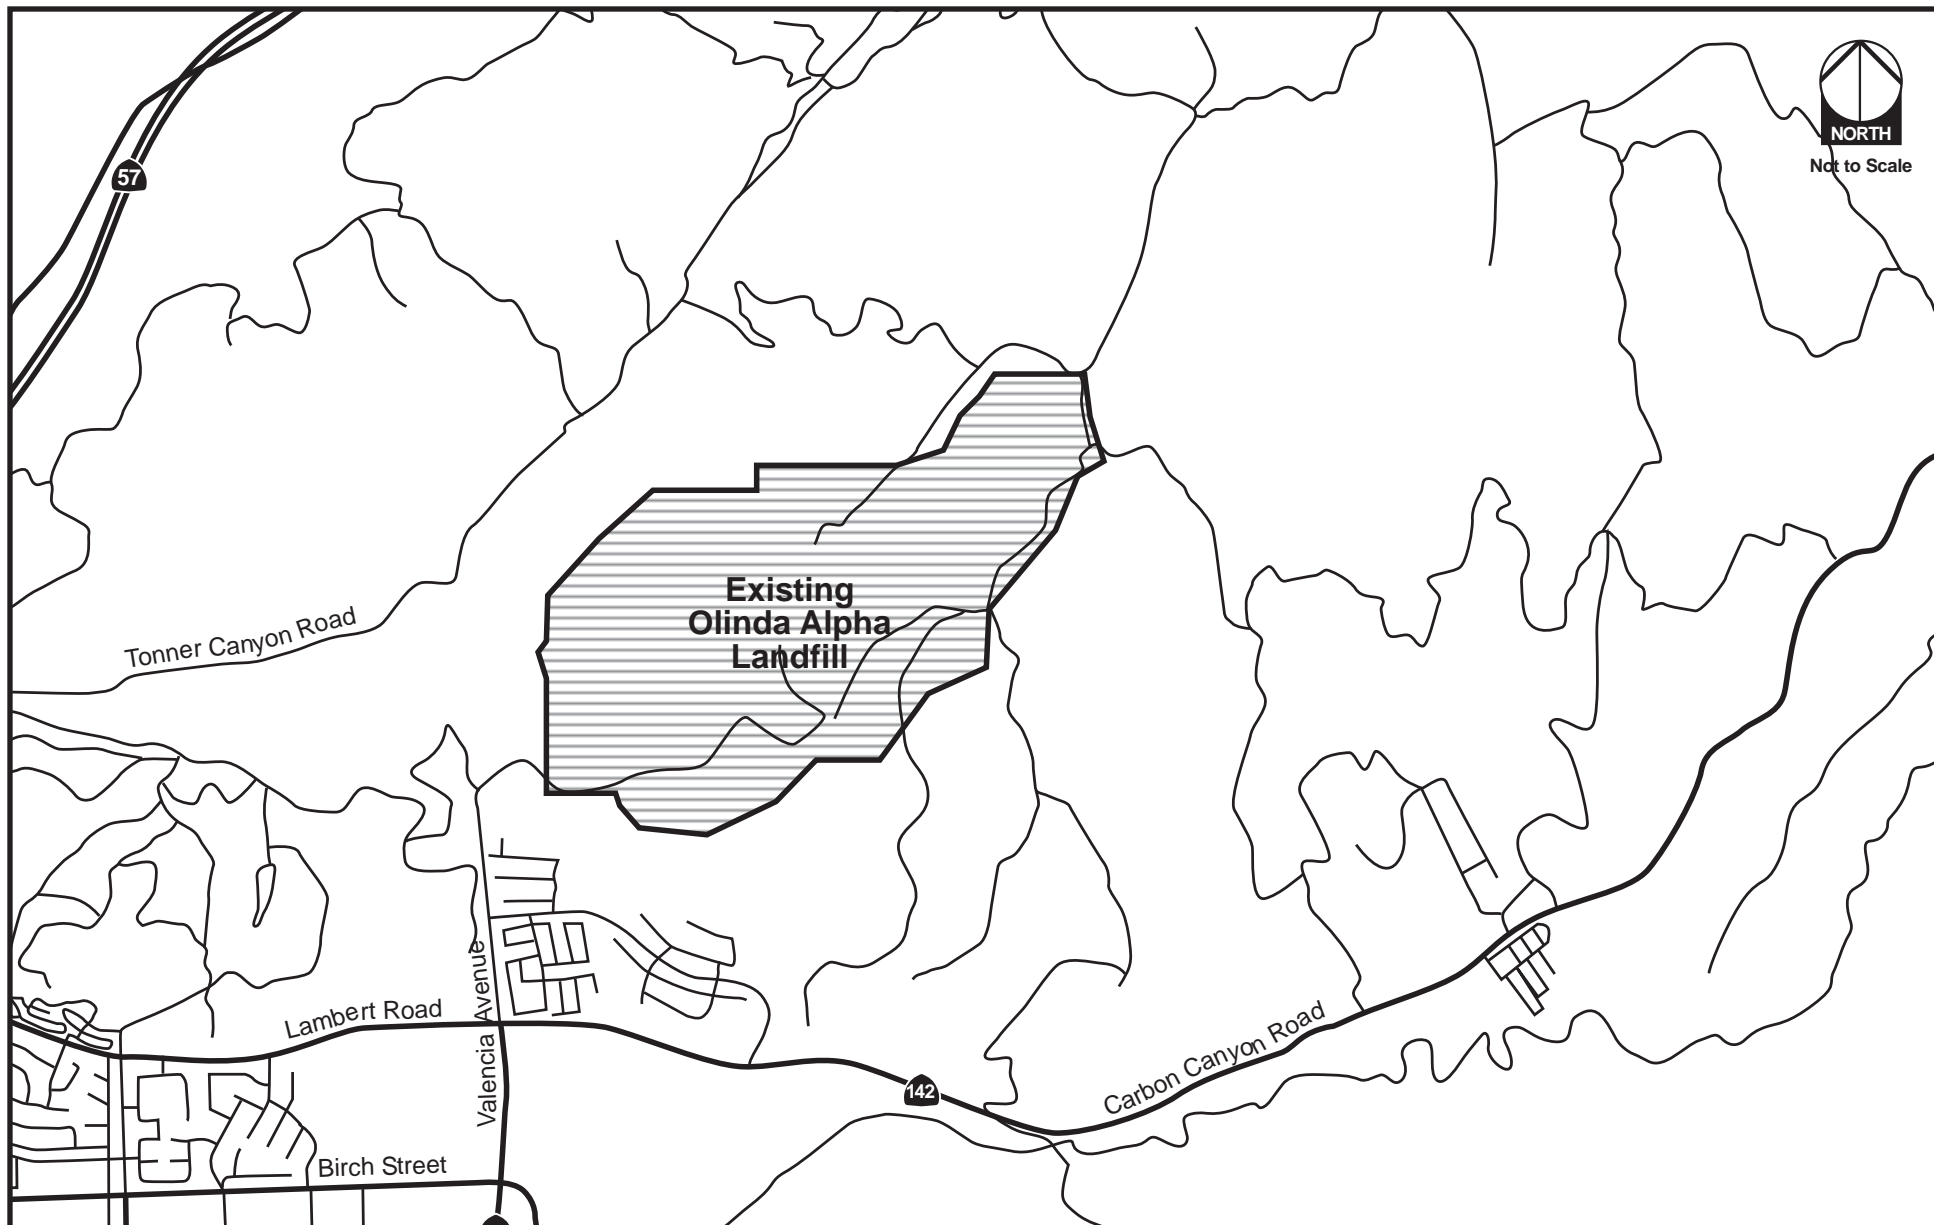 NORTH
Not to Scale
57
Existing
Olinda Alpha
Landfill
Tonner Canyon Road
Valencia Avenue
Lambert Road
Carbon Canyon Road
142
Birch Street